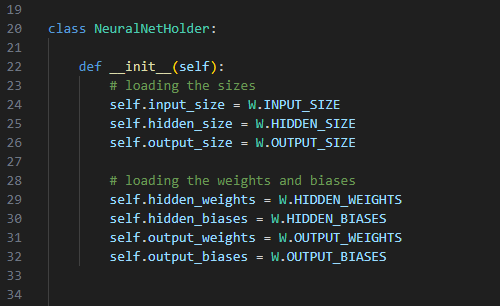 19
20 class NeuralNetHolder:
21
22     def __init__(self):
23         # loading the sizes
24         self.input_size = W.INPUT_SIZE
25         self.hidden_size = W.HIDDEN_SIZE
26         self.output_size = W.OUTPUT_SIZE
27
28         # loading the weights and biases
29         self.hidden_weights = W.HIDDEN_WEIGHTS
30         self.hidden_biases = W.HIDDEN_BIASES
31         self.output_weights = W.OUTPUT_WEIGHTS
32         self.output_biases = W.OUTPUT_BIASES
33
34